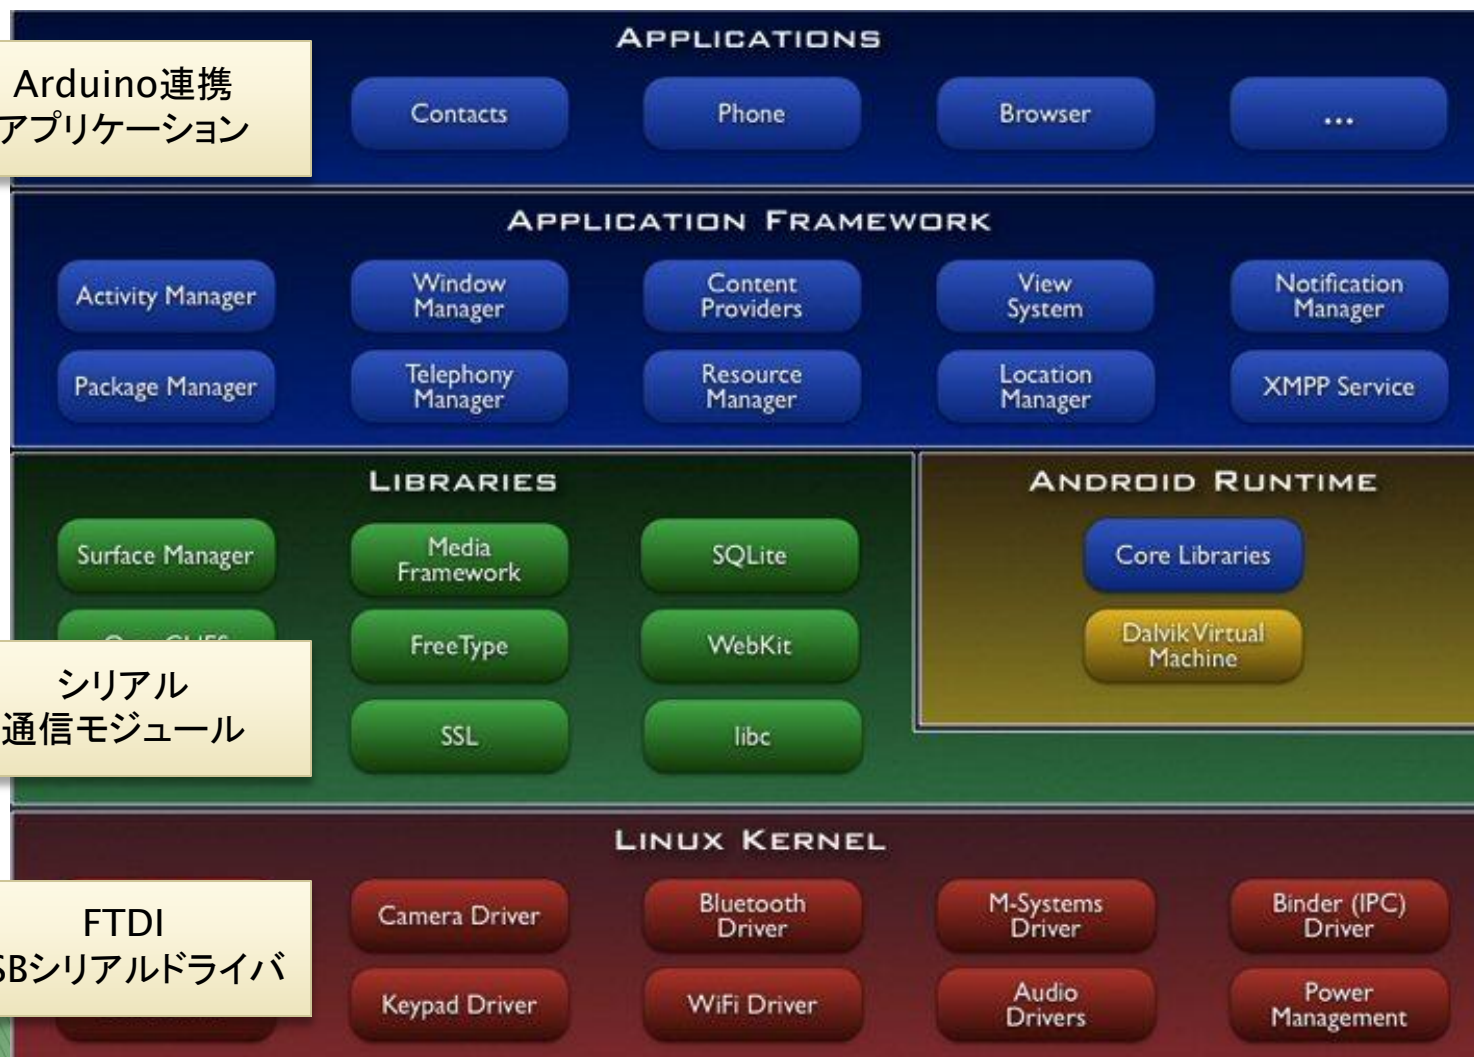 APPLICATIONS
Arduino連携
アプリケーション
Contacts
Phone
Browser
...
APPLICATION FRAMEWORK
Activity Manager
Window
Manager
Content
Providers
View
System
Notification
Manager
Package Manager
Telephony
Manager
Resource
Manager
Location
Manager
XMPP Service
LIBRARIES
ANDROID RUNTIME
Surface Manager
Media
Framework
SQLite
Core Libraries
シリアル
通信モジュール
FreeType
WebKit
Dalvik Virtual
Machine
SSL
libc
LINUX KERNEL
FTDI
SBシリアルドライバ
Camera Driver
Bluetooth
Driver
M-Systems
Driver
Binder (IPC)
Driver
Keypad Driver
WiFi Driver
Audio
Drivers
Power
Management